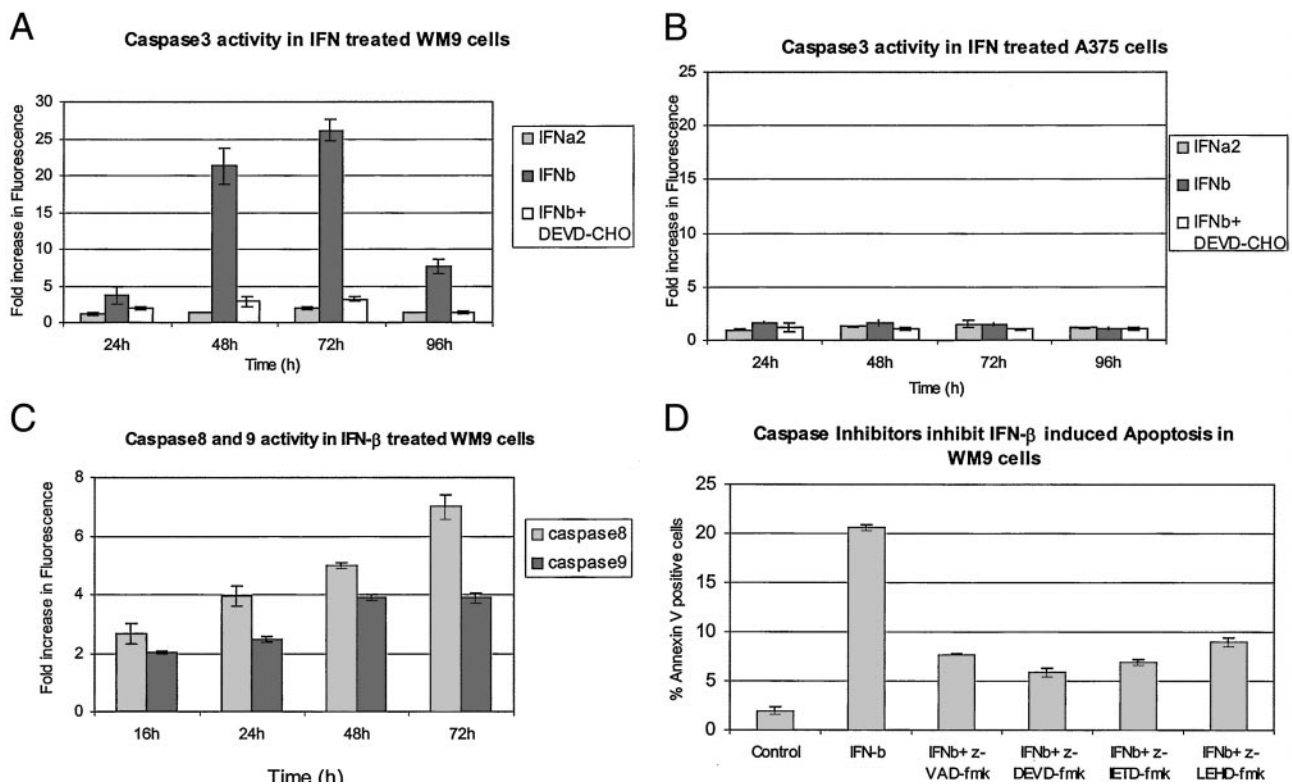 A
Caspase3 activity in IFN treated WM9 cells
Fold increase in Fluorescence
30
25
20
15
10
5
0
24h 48h 72h 96h
Time (h)
IFNa2
IFNb
IFNb+
DEVD-CHO
B
Caspase3 activity in IFN treated A375 cells
Fold increase in Fluorescence
25
20
15
10
5
0
24h 48h 72h 96h
Time (h)
IFNa2
IFNb
IFNb+
DEVD-CHO
C
Caspase8 and 9 activity in IFN-β treated WM9 cells
Fold increase in Fluorescence
8
6
4
2
0
16h 24h 48h 72h
Time (h)
caspase8
caspase9
D
Caspase Inhibitors inhibit IFN-β induced Apoptosis in
WM9 cells
% Annexin V positive cells
25
20
15
10
5
0
Control IFN-b IFNb+ z- IFNb+ z- IFNb+ z- IFNb+ z-
VAD-fmk DEVD-fmk IETD-fmk LEHD-fmk